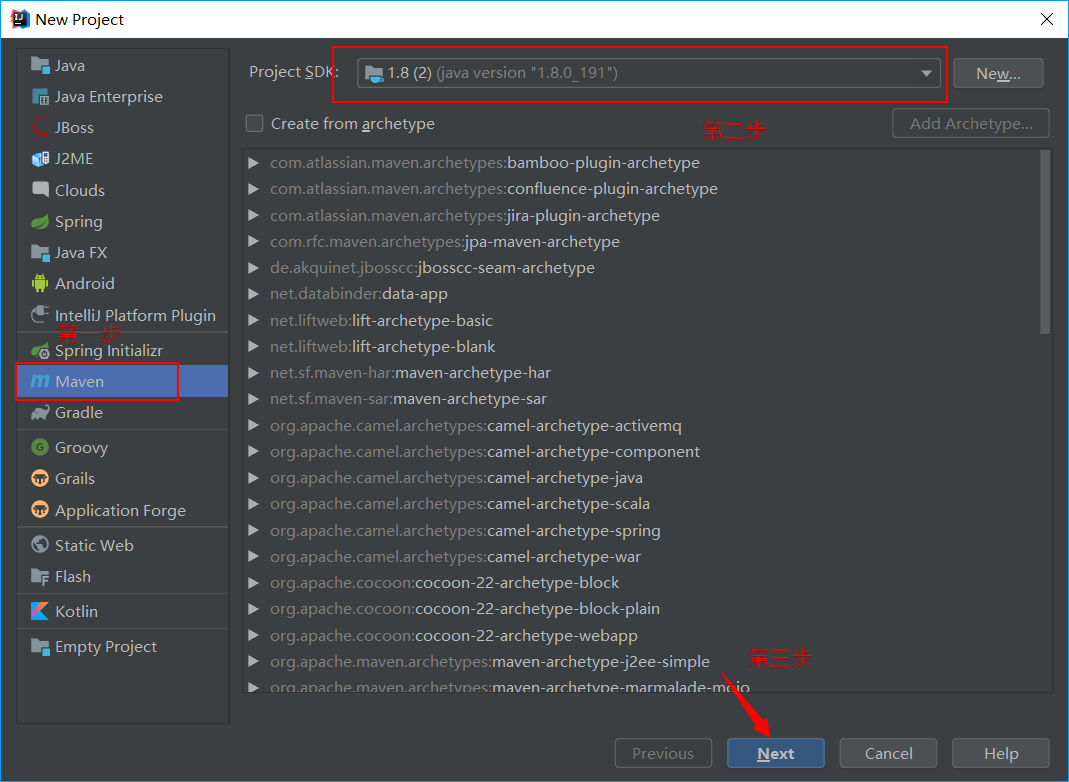 New Project
Java
Java Enterprise
JBoss
J2ME
Clouds
Spring
Java FX
Android
IntelliJ Platform Plugin
第一步
Spring Initializr
Maven
Gradle
Groovy
Grails
Application Forge
Static Web
Flash
Kotlin
Empty Project
Project SDK: 1.8 (2) (java version "1.8.0_191") New...
Create from archetype 第二步 Add Archetype...
com.atlassian.maven.archetypes:bamboo-plugin-archetype
com.atlassian.maven.archetypes:confluence-plugin-archetype
com.atlassian.maven.archetypes:jira-plugin-archetype
com.rfc.maven.archetypes:jpa-maven-archetype
de.akquinet.jbosscc:jbosscc-seam-archetype
net.databinder:data-app
net.liftweb:lift-archetype-basic
net.liftweb:lift-archetype-blank
net.sf.maven-har:maven-archetype-har
net.sf.maven-sar:maven-archetype-sar
org.apache.camel.archetypes:camel-archetype-activemq
org.apache.camel.archetypes:camel-archetype-component
org.apache.camel.archetypes:camel-archetype-java
org.apache.camel.archetypes:camel-archetype-scala
org.apache.camel.archetypes:camel-archetype-spring
org.apache.camel.archetypes:camel-archetype-war
org.apache.cocoon:cocoon-22-archetype-block
org.apache.cocoon:cocoon-22-archetype-block-plain
org.apache.cocoon:cocoon-22-archetype-webapp
org.apache.maven.archetypes:maven-archetype-j2ee-simple
第三步
org.apache.maven.archetypes:maven-archetype-marmalade-mojo
Previous Next Cancel Help